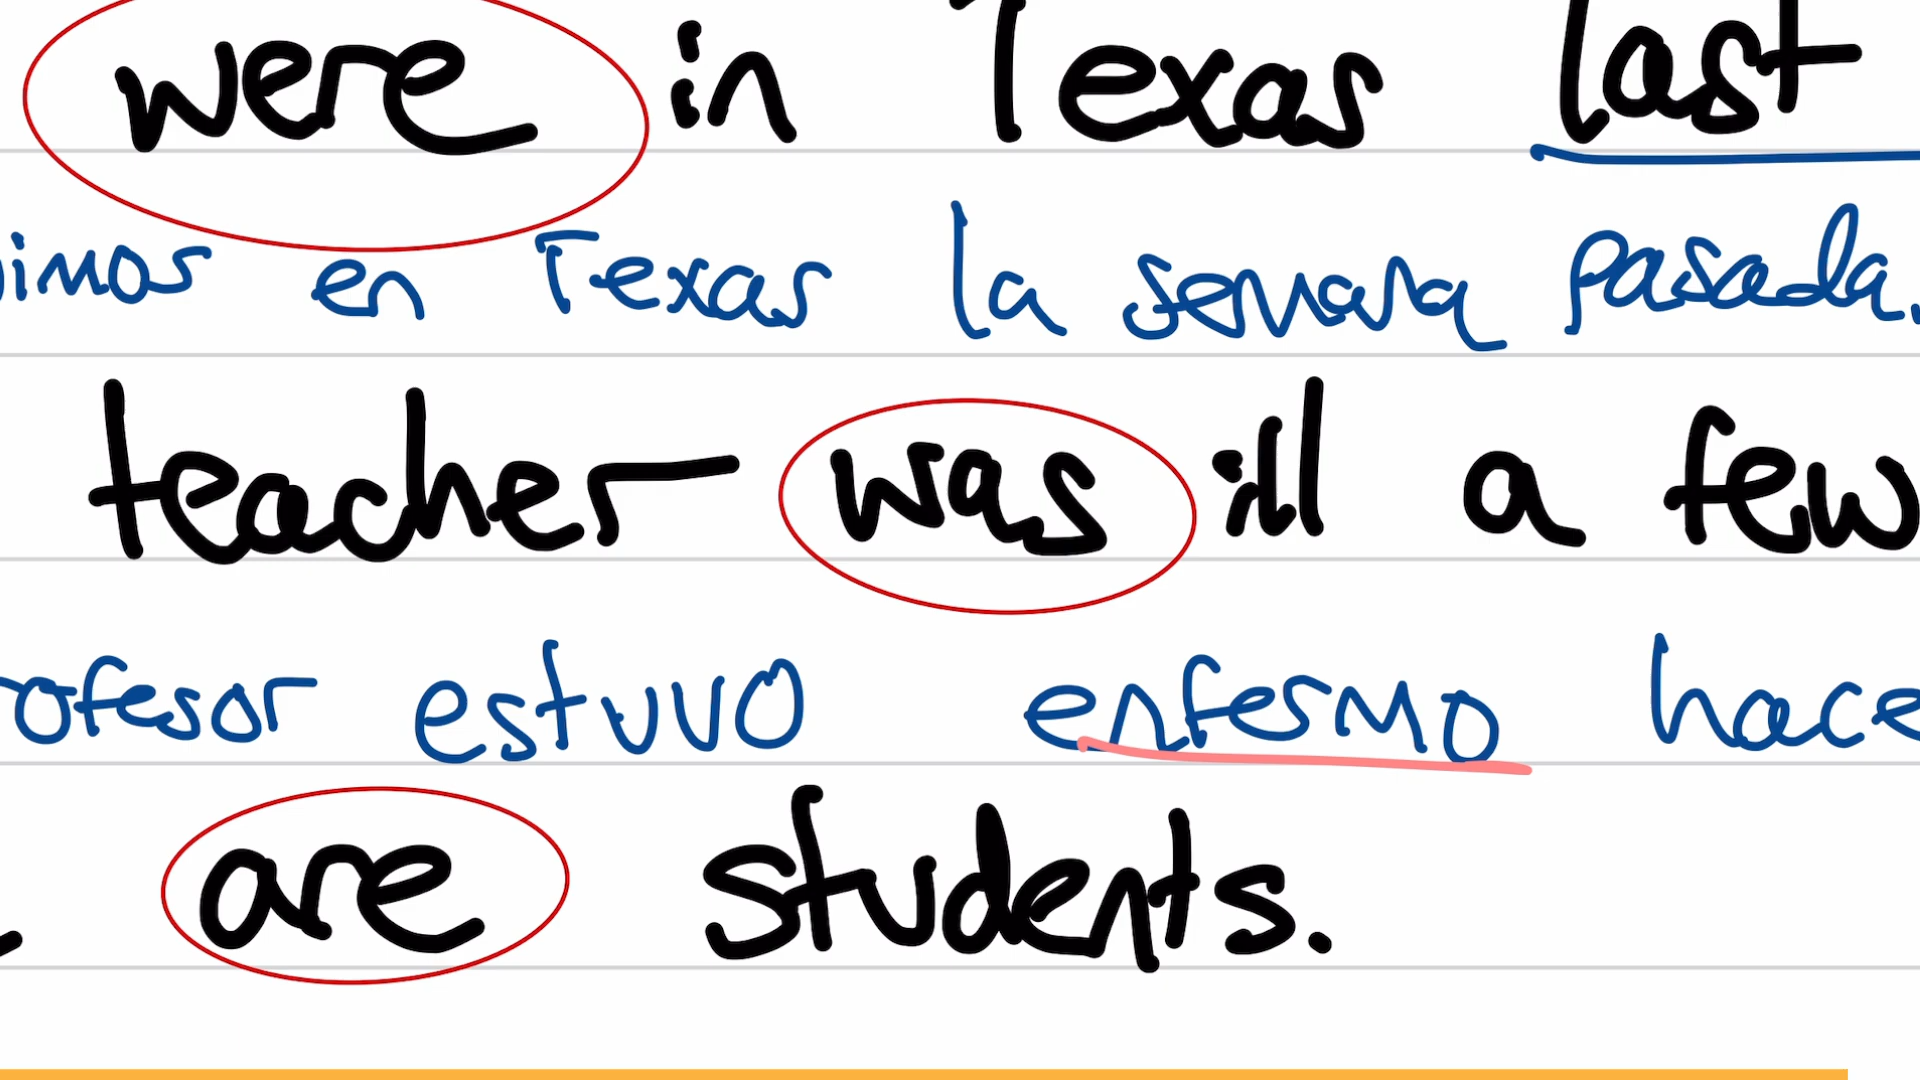 were in Texas last
imos en Texas la semana pasada.
teacher was ill a few
rofesor estuvo enfermo hace
are students.